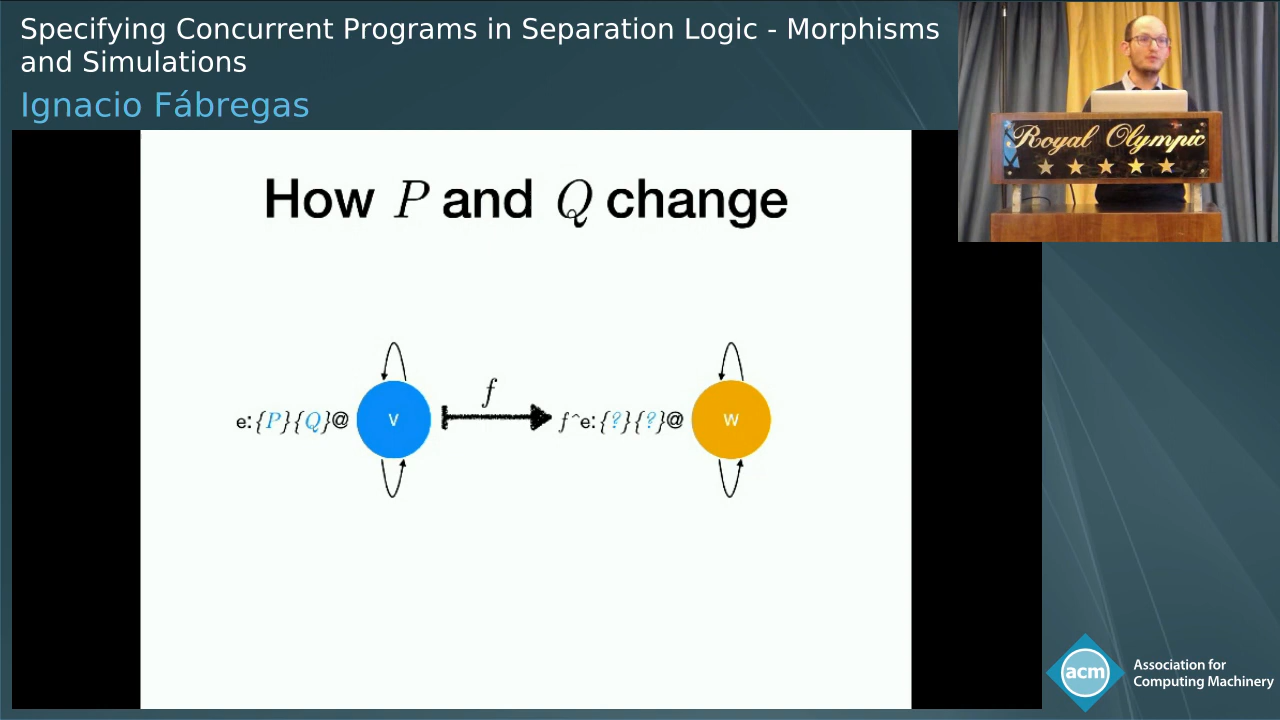 Specifying Concurrent Programs in Separation Logic - Morphisms
and Simulations
Ignacio Fábregas
Royal Olympic
How P and Q change
f
e:{P}{Q}@
v
f^e:{?}{?}@
w
acm
Association for
Computing Machinery